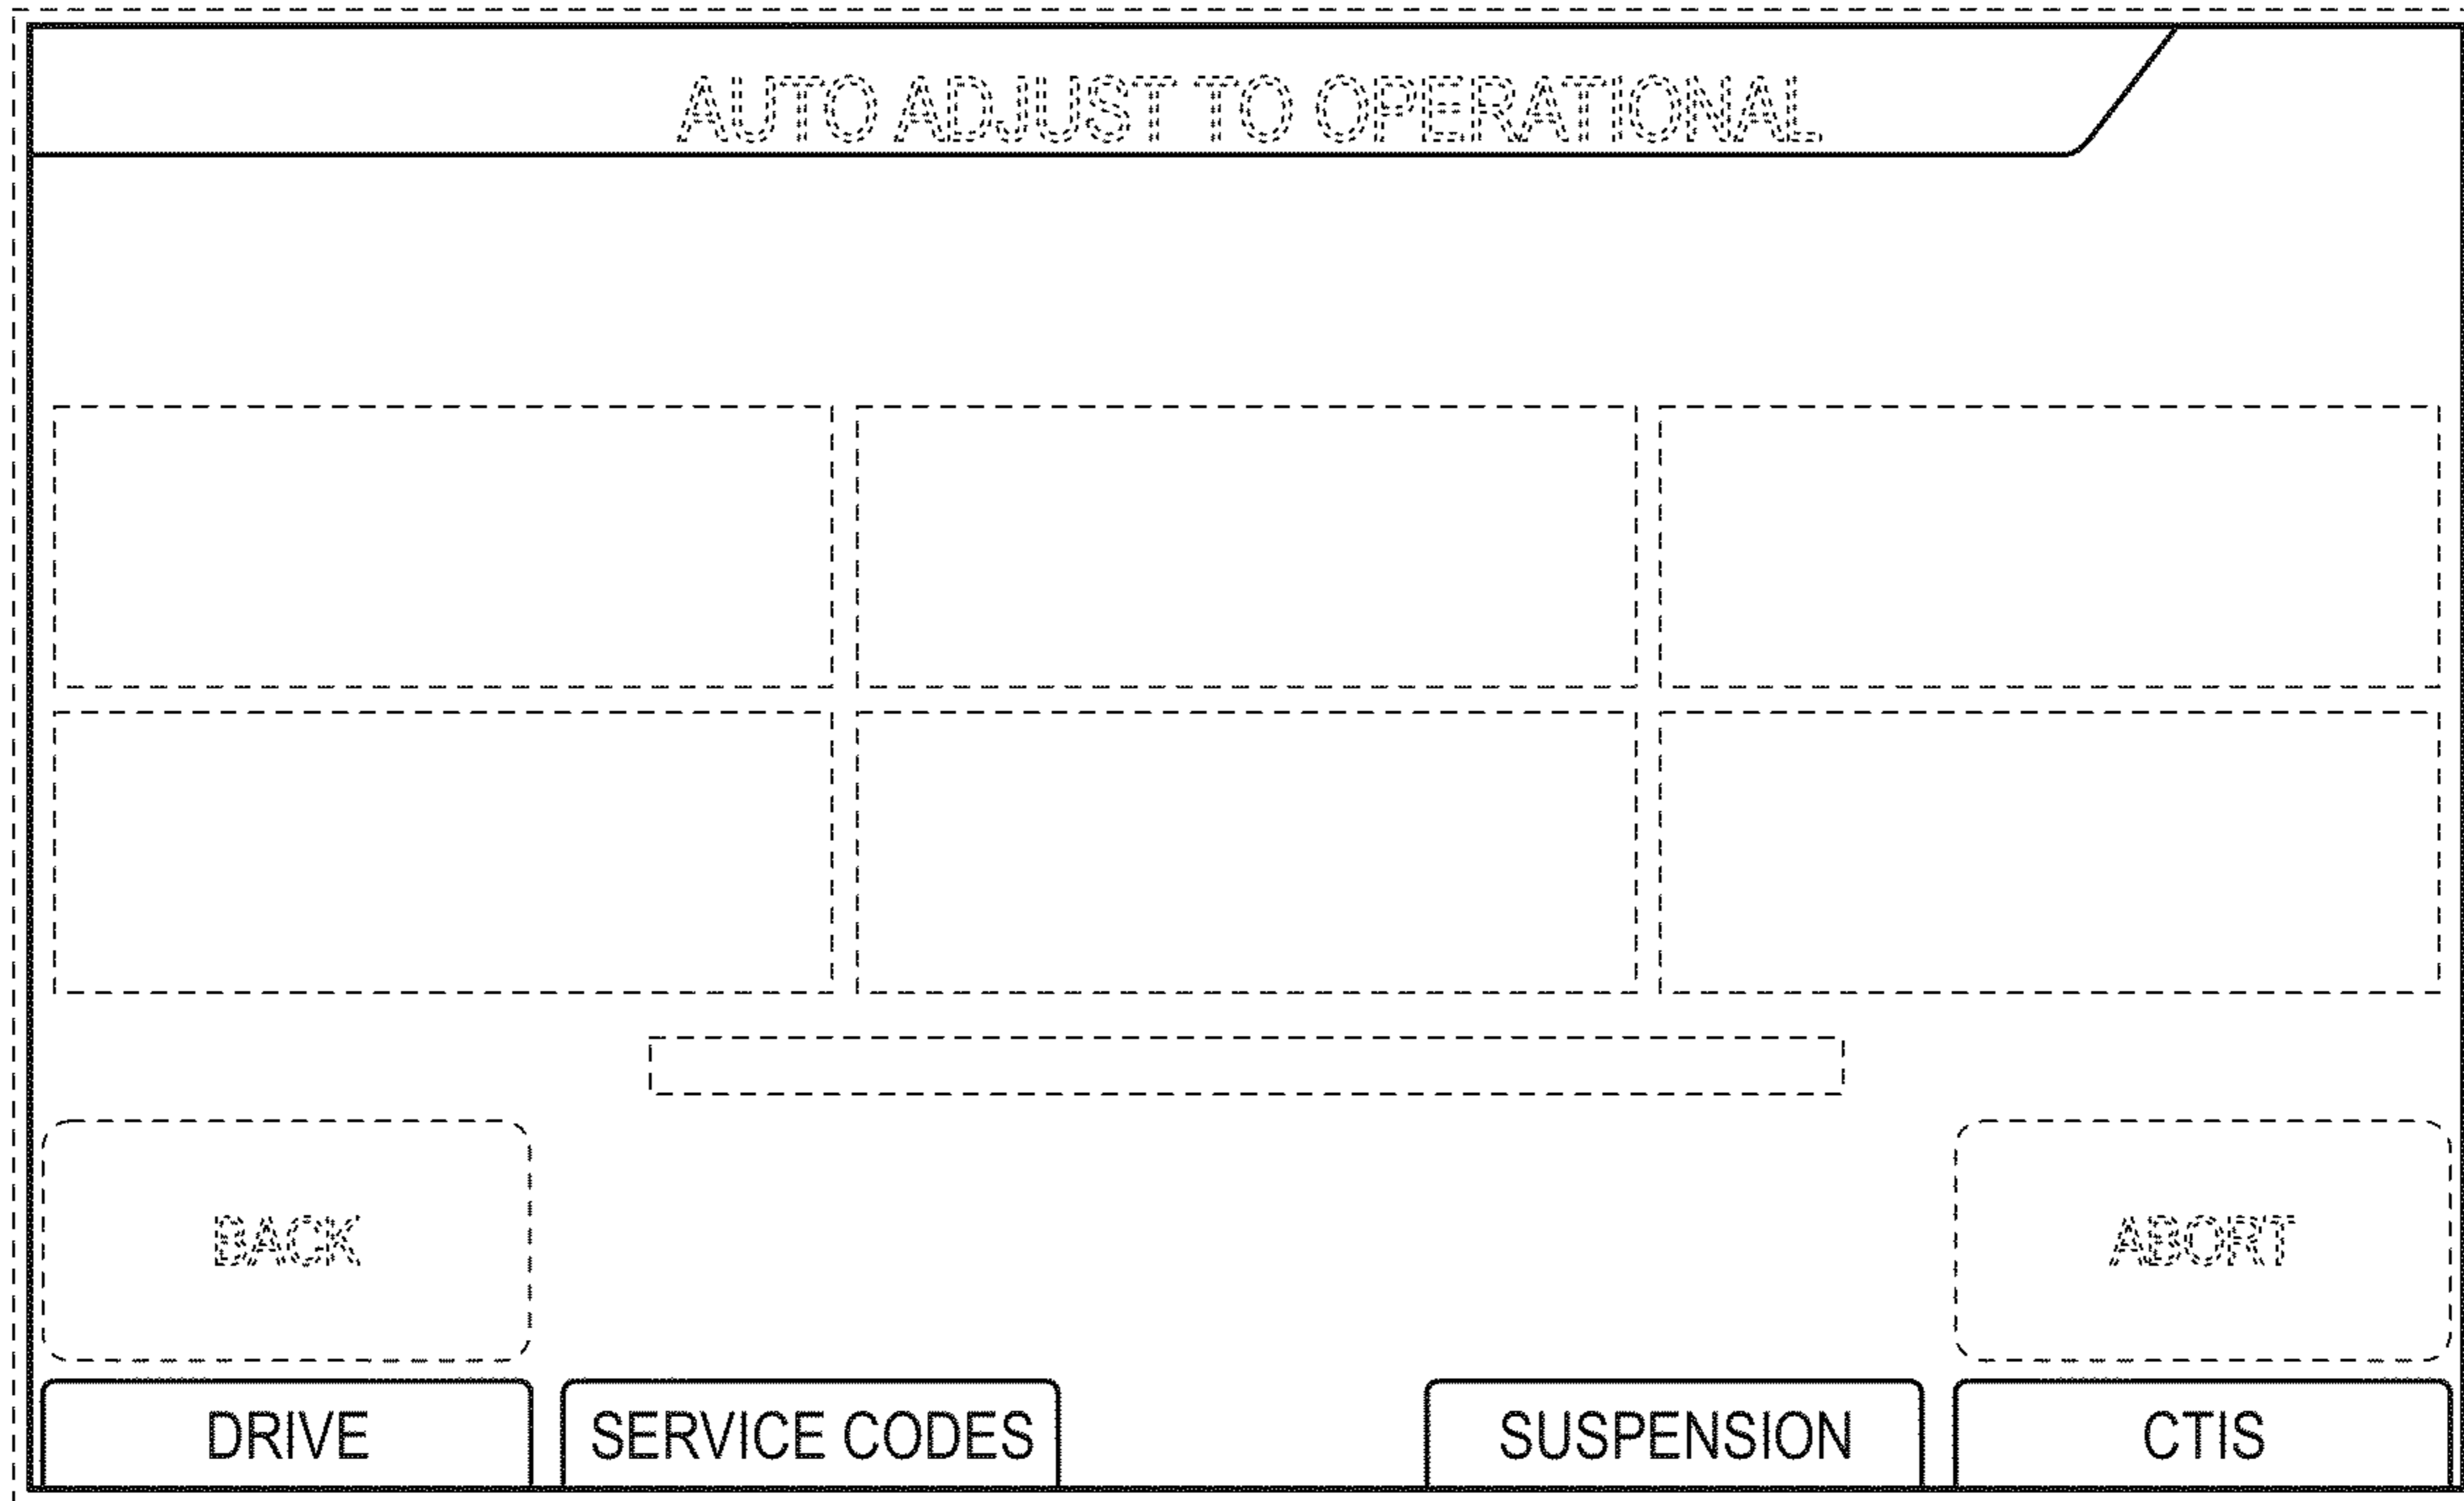 AUTO ADJUST TO OPERATIONAL
BACK
ABORT
DRIVE
SERVICE CODES
SUSPENSION
CTIS